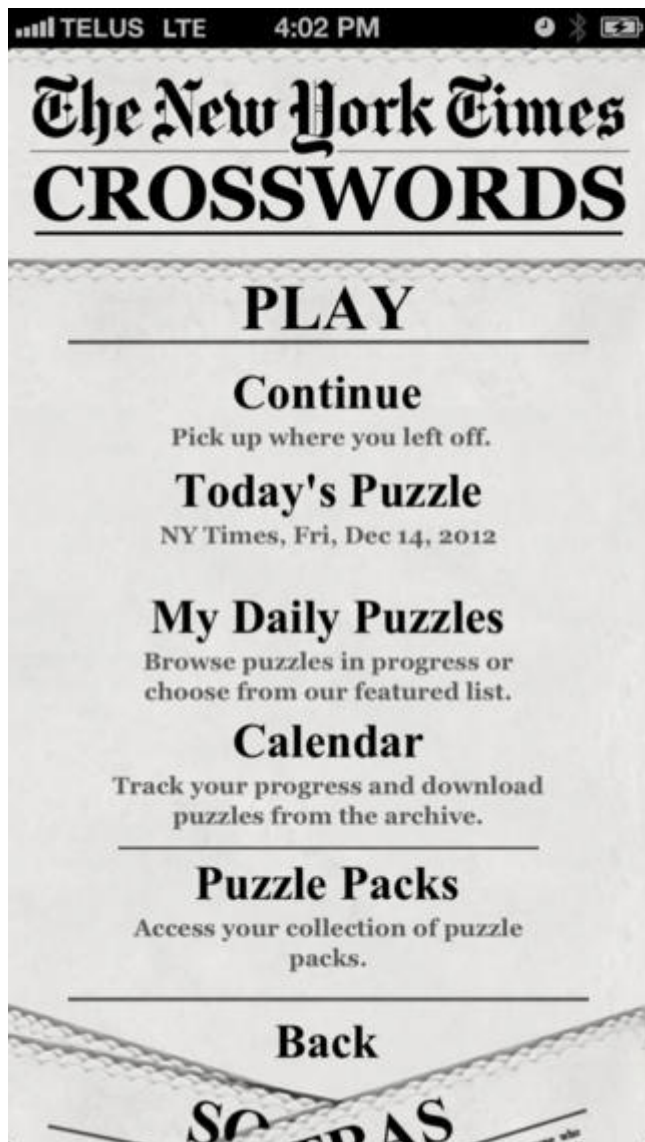 TELUS LTE 4:02 PM
The New York Times
CROSSWORDS
PLAY
Continue
Pick up where you left off.
Today's Puzzle
NY Times, Fri, Dec 14, 2012
My Daily Puzzles
Browse puzzles in progress or
choose from our featured list.
Calendar
Track your progress and download
puzzles from the archive.
Puzzle Packs
Access your collection of puzzle
packs.
Back